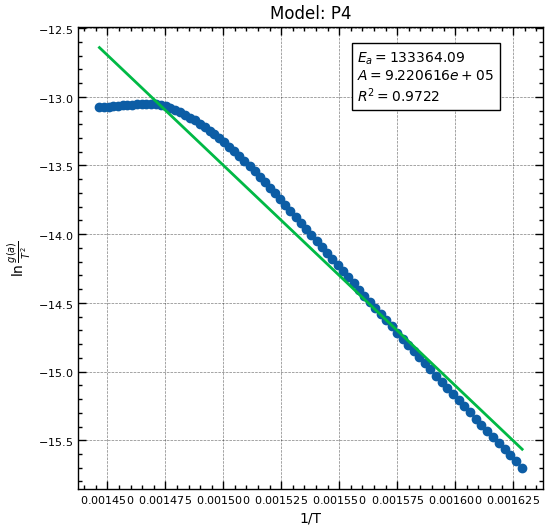 Model: P4
E_a = 133364.09
A = 9.220616e + 05
R^2 = 0.9722
−12.5
−13.0
−13.5
−14.0
−14.5
−15.0
−15.5
ln g(a)/T^2
0.001450 0.001475 0.001500 0.001525 0.001550 0.001575 0.001600 0.001625
1/T